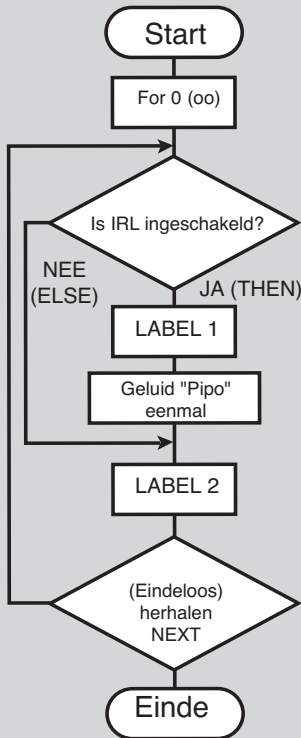 Start
For 0 (oo)
Is IRL ingeschakeld?
NEE
(ELSE)
JA (THEN)
LABEL 1
Geluid "Pipo"
eenmal
LABEL 2
(Eindeloos)
herhalen
NEXT
Einde